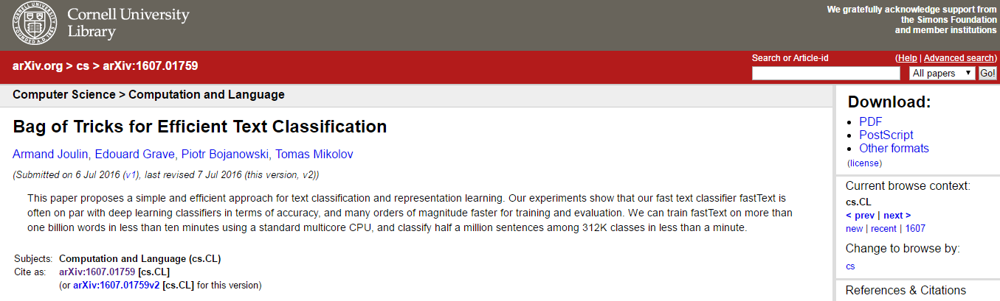 Cornell University
Library
We gratefully acknowledge support from
the Simons Foundation
and member institutions
arXiv.org > cs > arXiv:1607.01759
Search or Article-id
(Help | Advanced search)
All papers
Go!
Computer Science > Computation and Language
Bag of Tricks for Efficient Text Classification
Armand Joulin, Edouard Grave, Piotr Bojanowski, Tomas Mikolov
(Submitted on 6 Jul 2016 (v1), last revised 7 Jul 2016 (this version, v2))
This paper proposes a simple and efficient approach for text classification and representation learning. Our experiments show that our fast text classifier fastText is
often on par with deep learning classifiers in terms of accuracy, and many orders of magnitude faster for training and evaluation. We can train fastText on more than
one billion words in less than ten minutes using a standard multicore CPU, and classify half a million sentences among 312K classes in less than a minute.
Subjects: Computation and Language (cs.CL)
Cite as: arXiv:1607.01759 [cs.CL]
(or arXiv:1607.01759v2 [cs.CL] for this version)
Download:
PDF
PostScript
Other formats
(license)
Current browse context:
cs.CL
< prev | next >
new | recent | 1607
Change to browse by:
cs
References & Citations